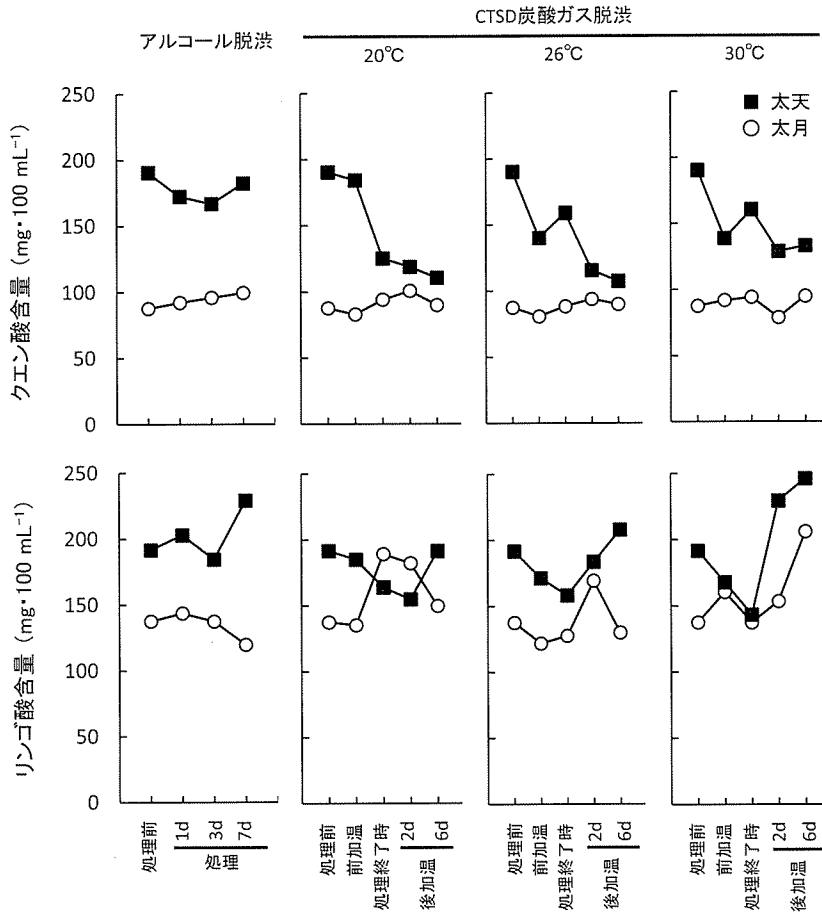 CTSD炭酸ガス脱渋
アルコール脱渋
20℃
26℃
30℃
クエン酸含量（mg・100 mL⁻¹）
250
200
150
100
50
0
■ 太天
○ 太月
リンゴ酸含量（mg・100 mL⁻¹）
250
200
150
100
50
0
処理前
1d
3d
7d
処理
処理前
前加温
処理終了時
2d
6d
後加温
処理前
前加温
処理終了時
2d
6d
後加温
処理前
前加温
処理終了時
2d
6d
後加温